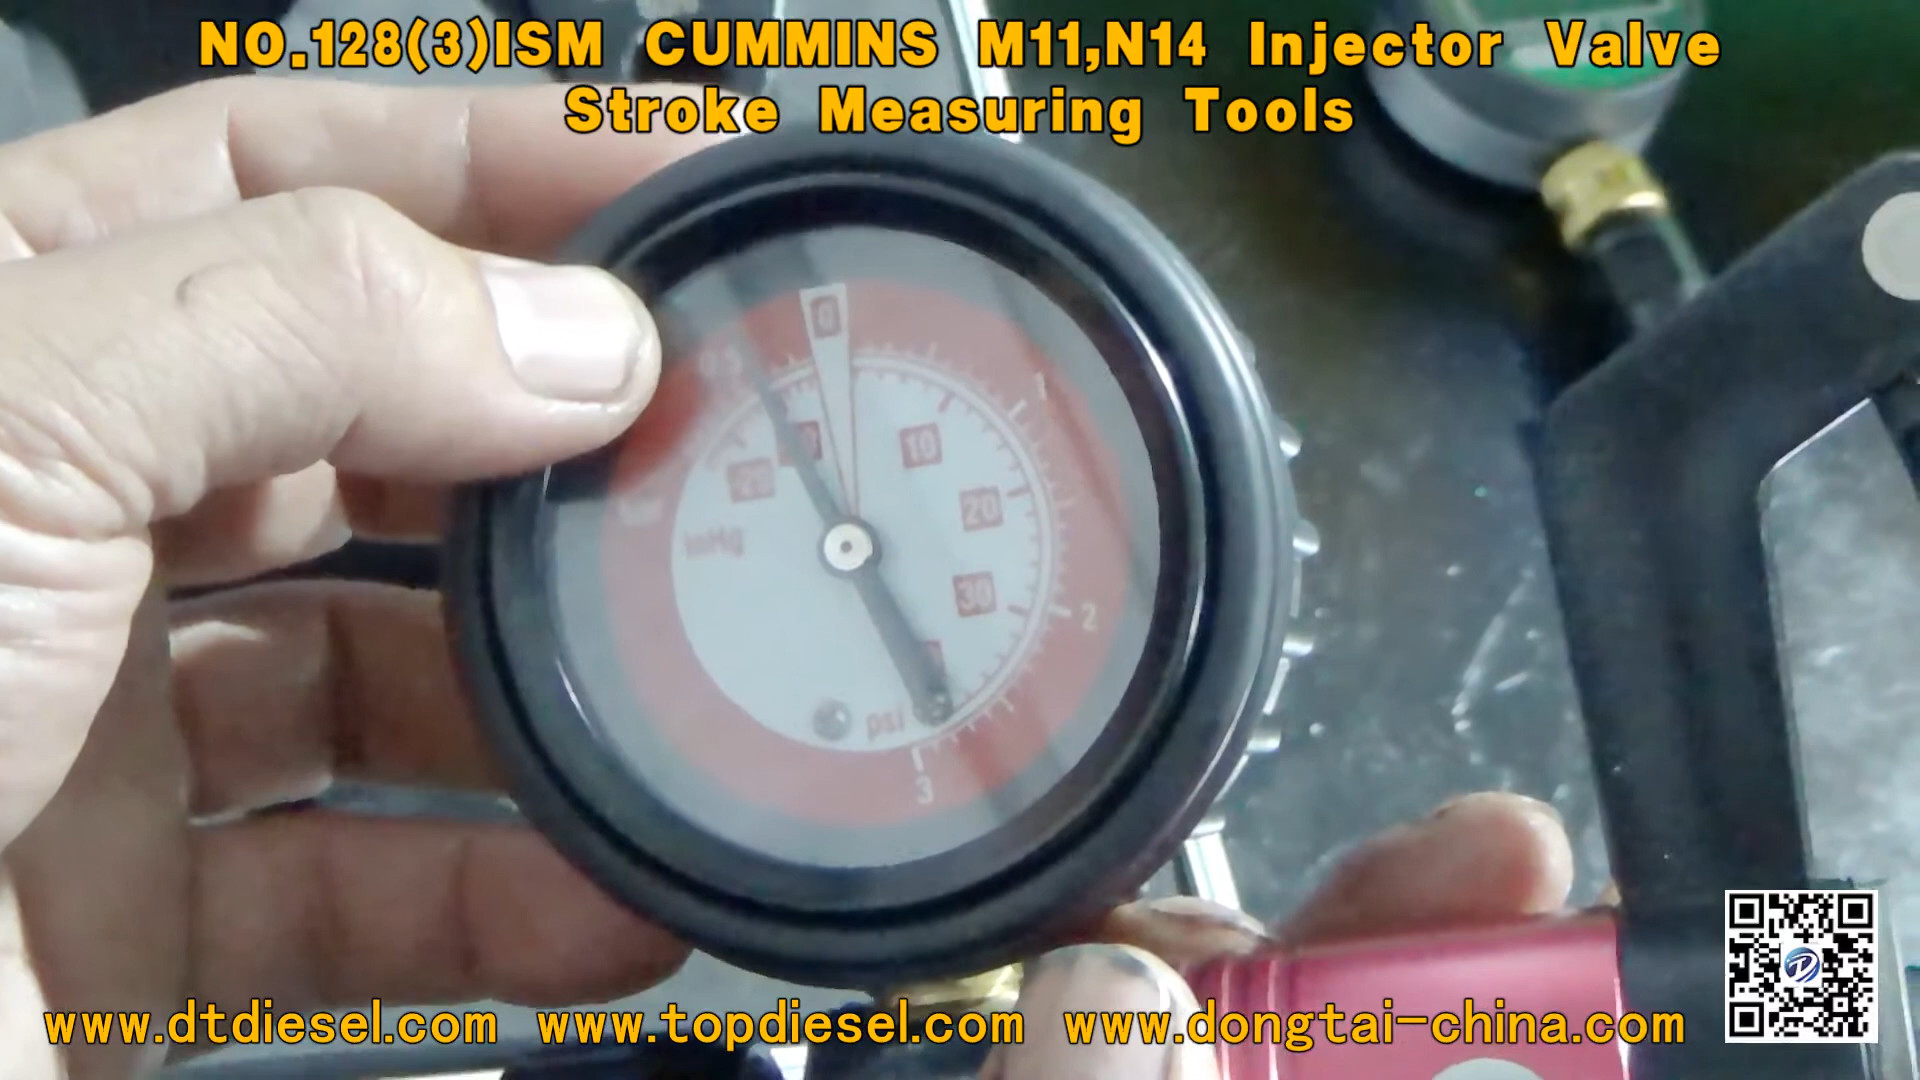 NO.128(3)ISM CUMMINS M11,N14 Injector Valve
Stroke Measuring Tools
0
1
10
20
20
inHg
30
2
psi
3
www.dtdiesel.com www.topdiesel.com www.dongtai-china.com